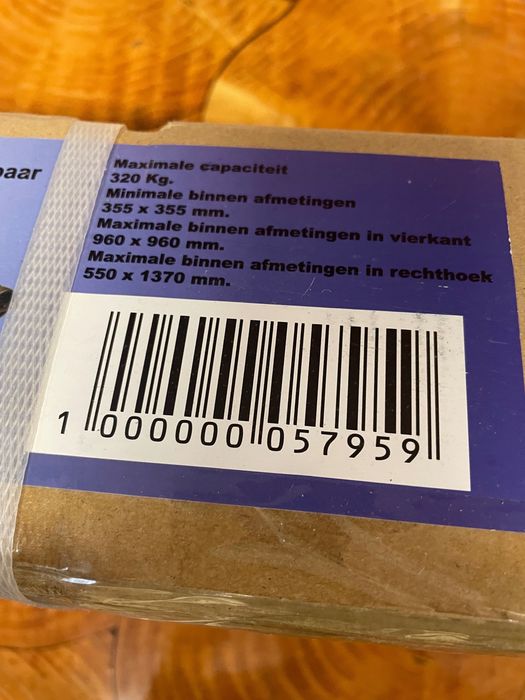 baar
Maximale capaciteit
320 Kg.
Minimale binnen afmetingen
355 x 355 mm.
Maximale binnen afmetingen in vierkant
960 x 960 mm.
Maximale binnen afmetingen in rechthoek
550 x 1370 mm.
1 000000 057959